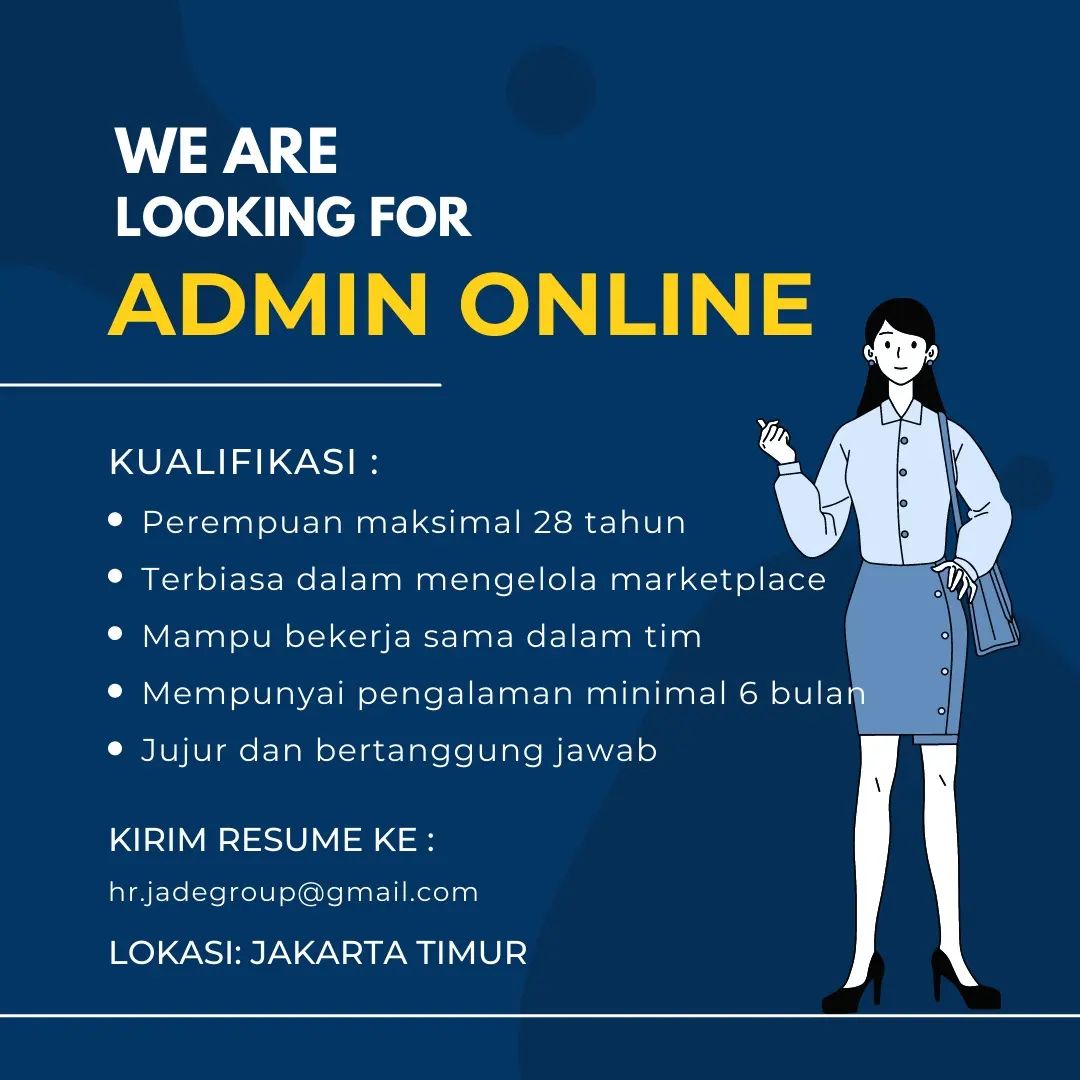 WE ARE
LOOKING FOR
ADMIN ONLINE
KUALIFIKASI :
• Perempuan maksimal 28 tahun
• Terbiasa dalam mengelola marketplace
• Mampu bekerja sama dalam tim
• Mempunyai pengalaman minimal 6 bulan
• Jujur dan bertanggung jawab
KIRIM RESUME KE :
hr.jadegroup@gmail.com
LOKASI: JAKARTA TIMUR